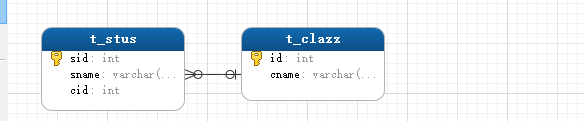 t_stus
sid: int
sname: varchar(...
cid: int
t_clazz
id: int
cname: varchar(...